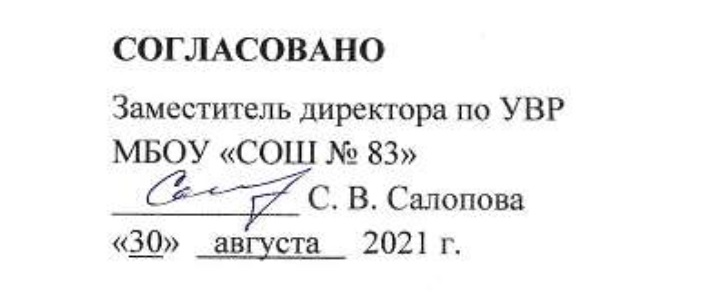 СОГЛАСОВАНО
Заместитель директора по УВР
МБОУ «СОШ № 83»
С. В. Салопова
«30» августа 2021 г.